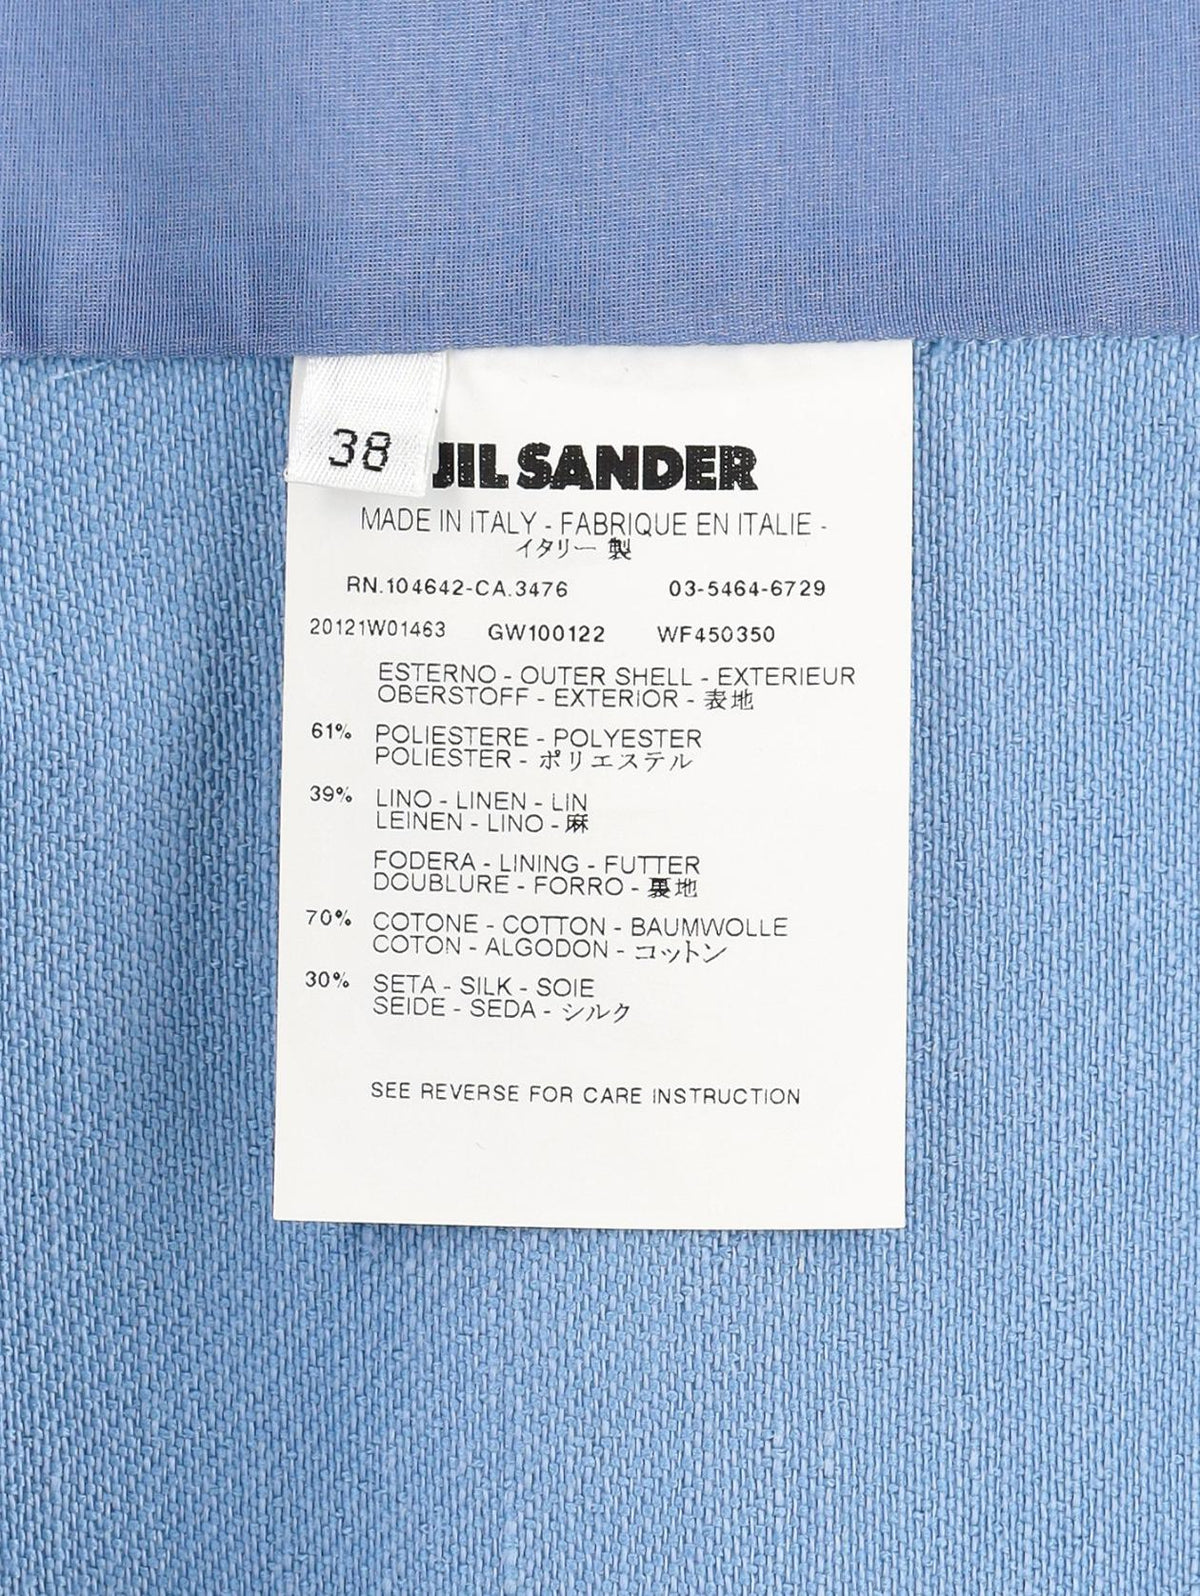 38
JIL SANDER
MADE IN ITALY - FABRIQUE EN ITALIE -
イタリー 製
RN.104642-CA.3476 03-5464-6729
20121W01463 GW100122 WF450350
ESTERNO - OUTER SHELL - EXTERIEUR
OBERSTOFF - EXTERIOR - 表地
61% POLIESTERE - POLYESTER
POLIESTER - ポリエステル
39% LINO - LINEN - LIN
LEINEN - LINO - 麻
FODERA - LINING - FUTTER
DOUBLURE - FORRO - 裏地
70% COTONE - COTTON - BAUMWOLLE
COTON - ALGODON - コットン
30% SETA - SILK - SOIE
SEIDE - SEDA - シルク
SEE REVERSE FOR CARE INSTRUCTION